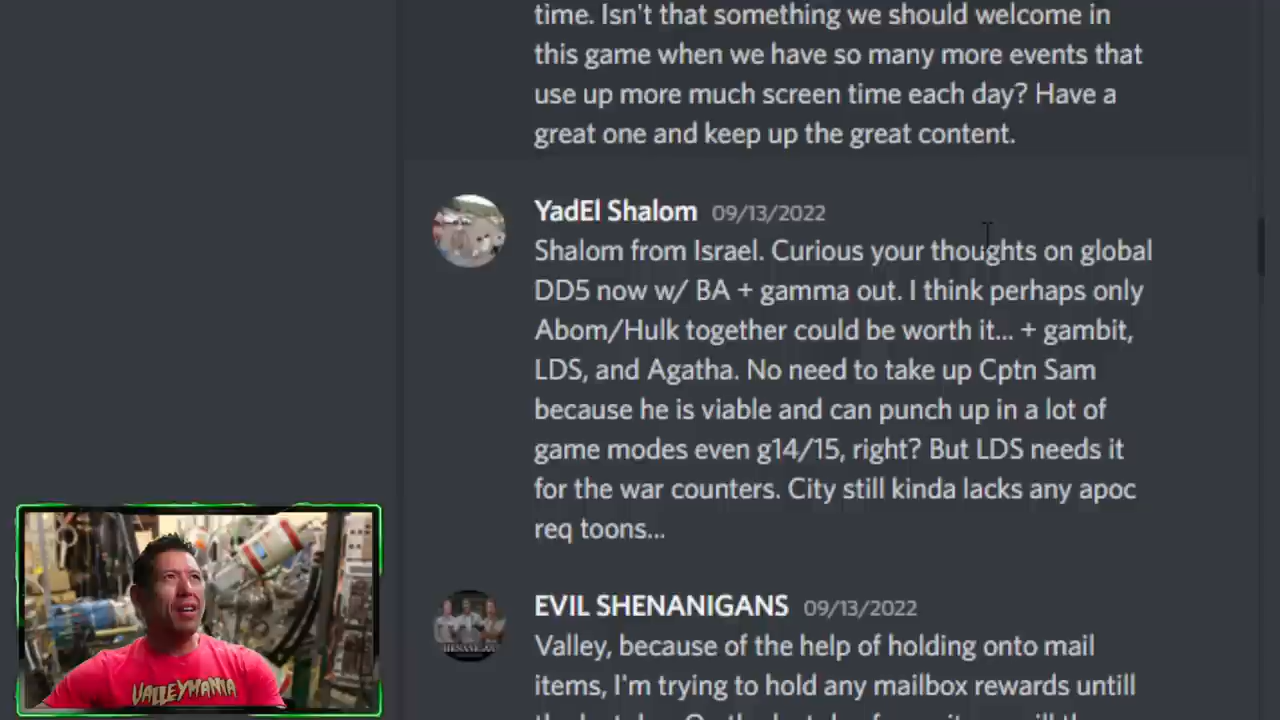 time. Isn't that something we should welcome in
this game when we have so many more events that
use up more much screen time each day? Have a
great one and keep up the great content.
YadEl Shalom 09/13/2022
Shalom from Israel. Curious your thoughts on global
DD5 now w/ BA + gamma out. I think perhaps only
Abom/Hulk together could be worth it... + gambit,
LDS, and Agatha. No need to take up Cptn Sam
because he is viable and can punch up in a lot of
game modes even g14/15, right? But LDS needs it
for the war counters. City still kinda lacks any apoc
req toons...
EVIL SHENANIGANS 09/13/2022
Valley, because of the help of holding onto mail
items, I'm trying to hold any mailbox rewards untill
VALLEYMANIA